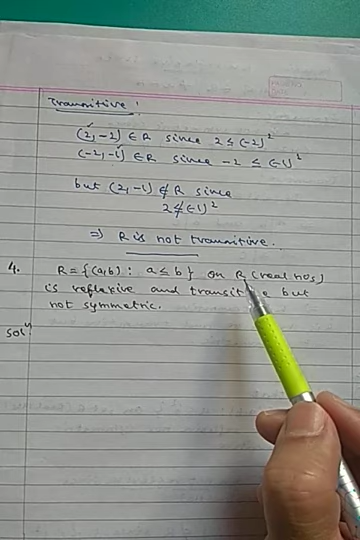 Transitive :
(2, -2) ∈ R since 2 ≤ (-2)²
(-2, -1) ∈ R since -2 ≤ (-1)²
but (2, -1) ∉ R since
2 ≰ (-1)²
⇒ R is not transitive.
4. R = {(a,b) : a ≤ b} on R (real nos)
is reflexive and transitive but
not symmetric.
Solⁿ